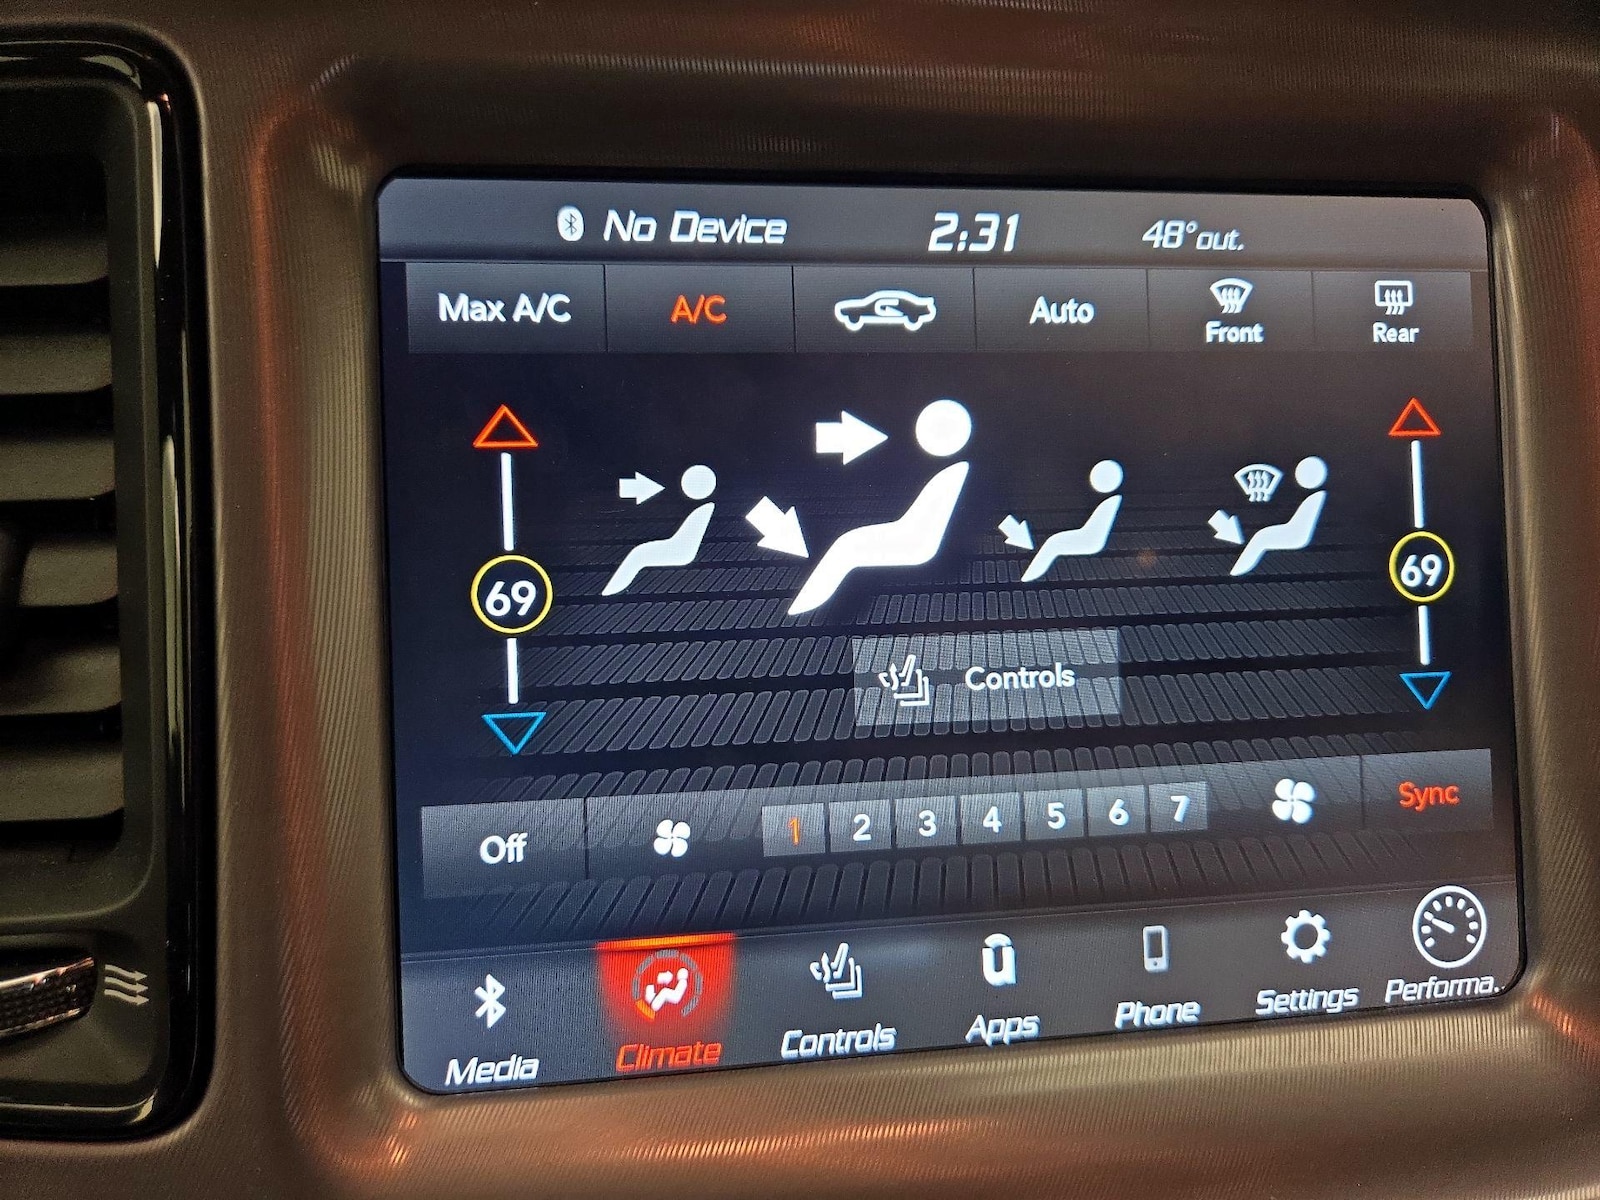 No Device 2:31 48°out.
Max A/C A/C Auto Front Rear
69 69
Controls
Off 1 2 3 4 5 6 7 Sync
Media Climate Controls Apps Phone Settings Performa..